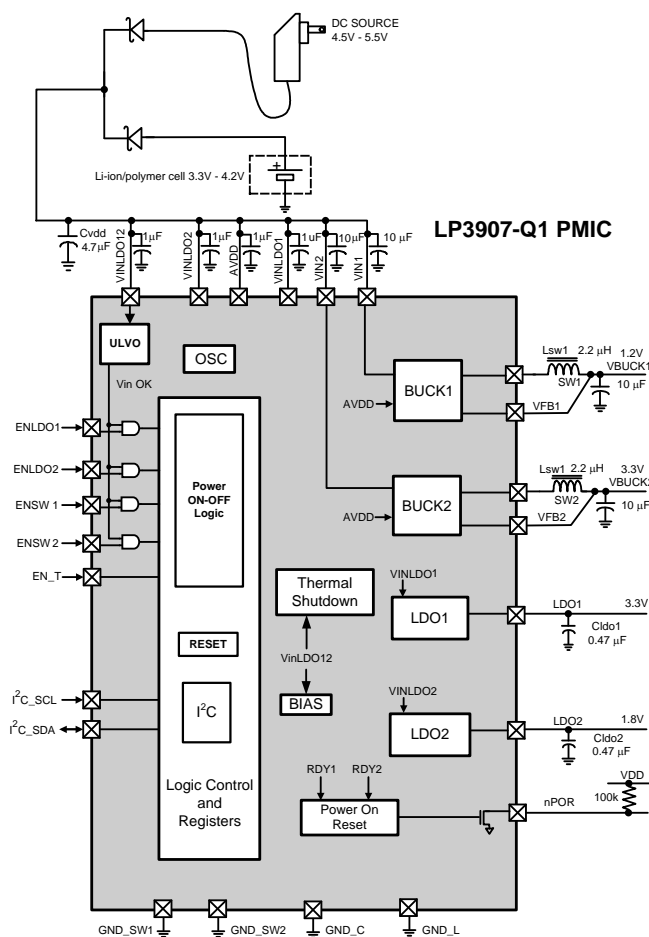 DC SOURCE
4.5V - 5.5V
Li-ion/polymer cell 3.3V - 4.2V
+
LP3907-Q1 PMIC
Cvdd
4.7µF
VINLDO12
1µF
VINLDO2
1µF
AVDD
1µF
VINLDO1
1uF
VIN2
10µF
VIN1
10 µF
ULVO
OSC
Vin OK
ENLDO1
ENLDO2
ENSW 1
ENSW 2
EN_T
Power
ON-OFF
Logic
RESET
I²C_SCL
I²C_SDA
I²C
Logic Control
and
Registers
BUCK1
AVDD
Lsw1 2.2 µH
1.2V
VBUCK1
SW1
10 µF
VFB1
BUCK2
AVDD
Lsw1 2.2 µH
3.3V
VBUCK2
SW2
10 µF
VFB2
Thermal
Shutdown
VinLDO12
BIAS
VINLDO1
LDO1
LDO1
3.3V
Cldo1
0.47 µF
VINLDO2
LDO2
LDO2
1.8V
Cldo2
0.47 µF
RDY1
RDY2
Power On
Reset
VDD
100k
nPOR
GND_SW1
GND_SW2
GND_C
GND_L